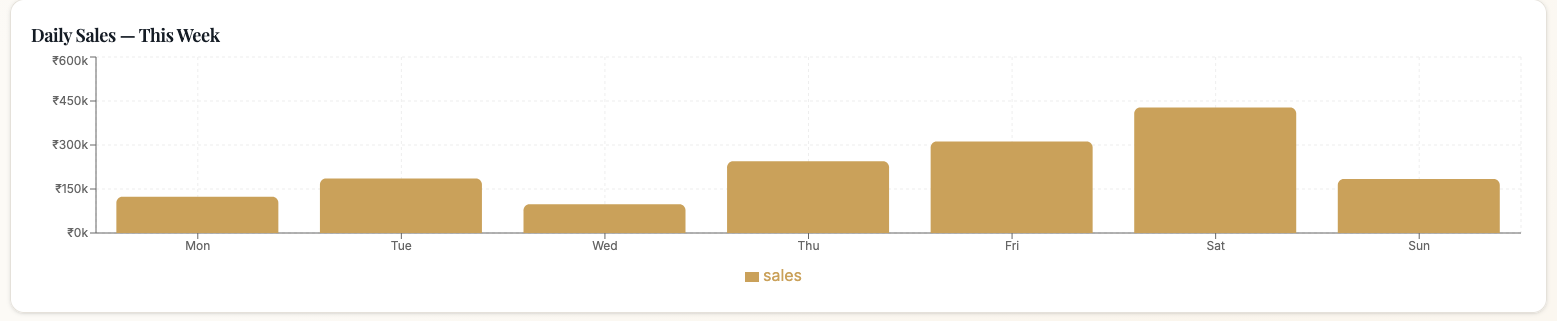 Daily Sales — This Week
₹600k
₹450k
₹300k
₹150k
₹0k
Mon Tue Wed Thu Fri Sat Sun
sales